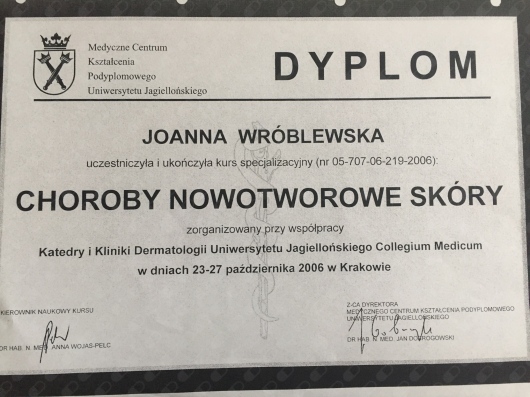 Medyczne Centrum
Kształcenia
Podyplomowego
Uniwersytetu Jagiellońskiego
DYPLOM
JOANNA WRÓBLEWSKA
uczestniczyła i ukończyła kurs specjalizacyjny (nr 05-707-06-219-2006):
CHOROBY NOWOTWOROWE SKÓRY
zorganizowany przy współpracy
Katedry i Kliniki Dermatologii Uniwersytetu Jagiellońskiego Collegium Medicum
w dniach 23-27 października 2006 w Krakowie
KIEROWNIK NAUKOWY KURSU
DR HAB. N. MED. ANNA WOJAS-PELC
Z-CA DYREKTORA
MEDYCZNEGO CENTRUM KSZTAŁCENIA PODYPLOMOWEGO
UNIWERSYTETU JAGIELLOŃSKIEGO
DR HAB. N. MED. JAN DOBROGOWSKI